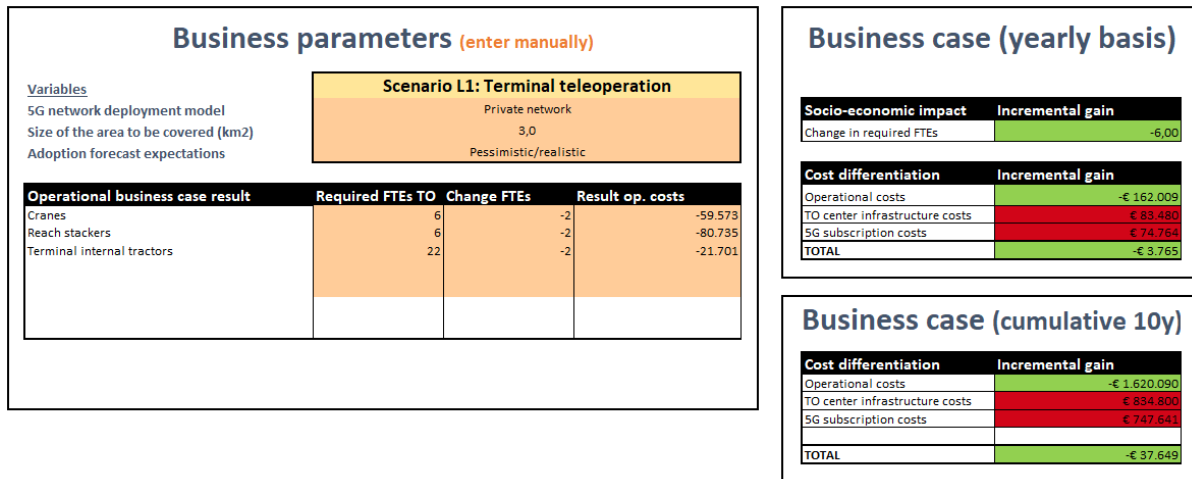 Business parameters (enter manually)
Variables
Scenario L1: Terminal teleoperation
5G network deployment model Private network
Size of the area to be covered (km2) 3,0
Adoption forecast expectations Pessimistic/realistic
Operational business case result Required FTEs TO Change FTEs Result op. costs
Cranes 6 -2 -59.573
Reach stackers 6 -2 -80.735
Terminal internal tractors 22 -2 -21.701
Business case (yearly basis)
Socio-economic impact Incremental gain
Change in required FTEs -6,00
Cost differentiation Incremental gain
Operational costs -€ 162.009
TO center infrastructure costs € 83.480
5G subscription costs € 74.764
TOTAL -€ 3.765
Business case (cumulative 10y)
Cost differentiation Incremental gain
Operational costs -€ 1.620.090
TO center infrastructure costs € 834.800
5G subscription costs € 747.641
TOTAL -€ 37.649